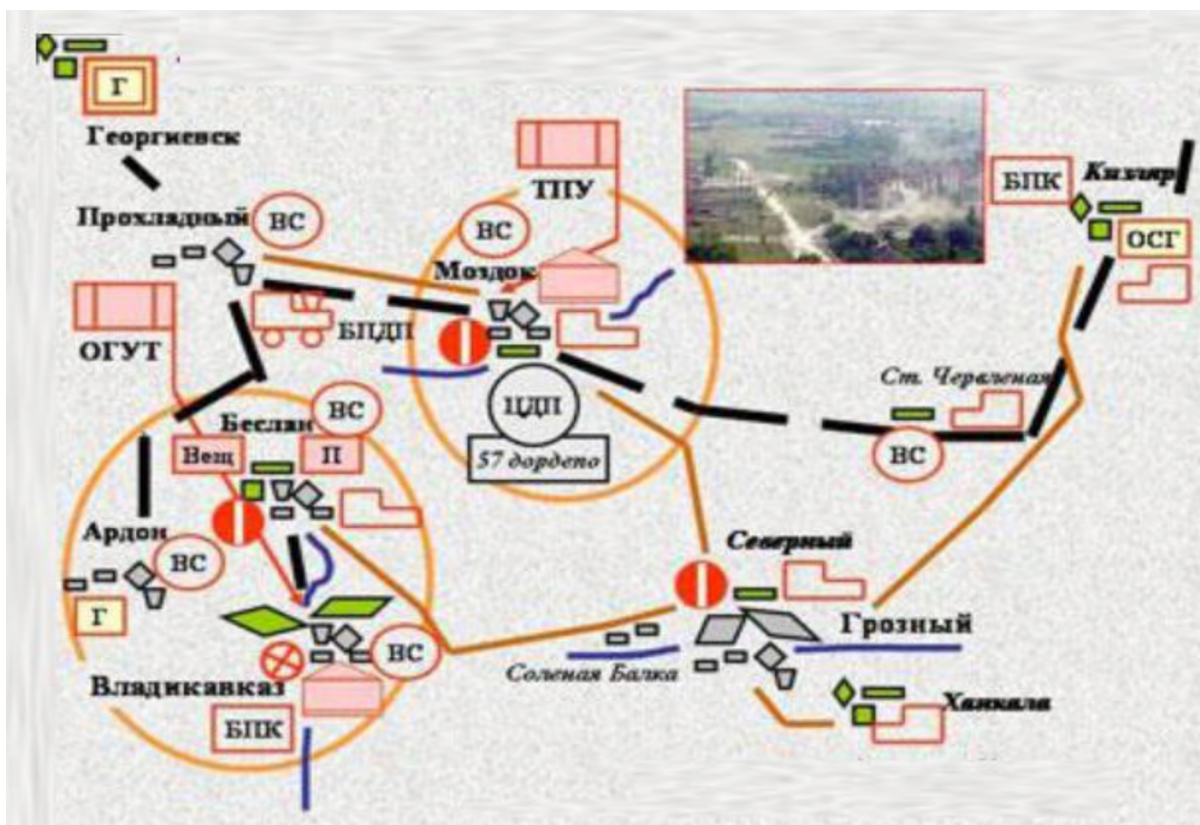 Г
Георгиевск
Прохладный
ВС
ТПУ
ВС
Моздок
БПК
Кизляр
ОСГ
ОГУТ
БПДП
Ст. Червленая
ВС
ЦДП
57 дордепо
Беслан
ВС
Вещ
П
Ардон
ВС
Г
Северный
Грозный
Соленая Балка
Ханкала
ВС
Владикавказ
БПК